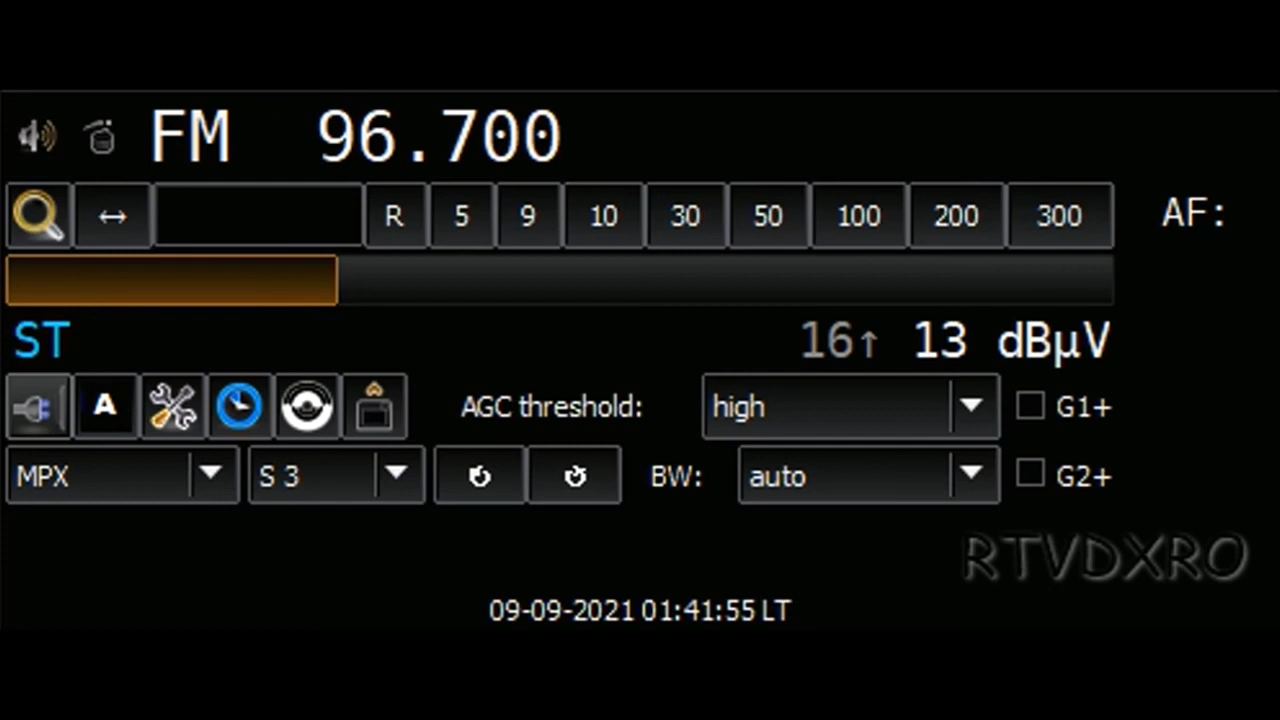 FM 96.700
↔ R 5 9 10 30 50 100 200 300 AF:
ST 16↑ 13 dBµV
A AGC threshold: high G1+
MPX S 3 BW: auto G2+
RTVDXRO
09-09-2021 01:41:55 LT